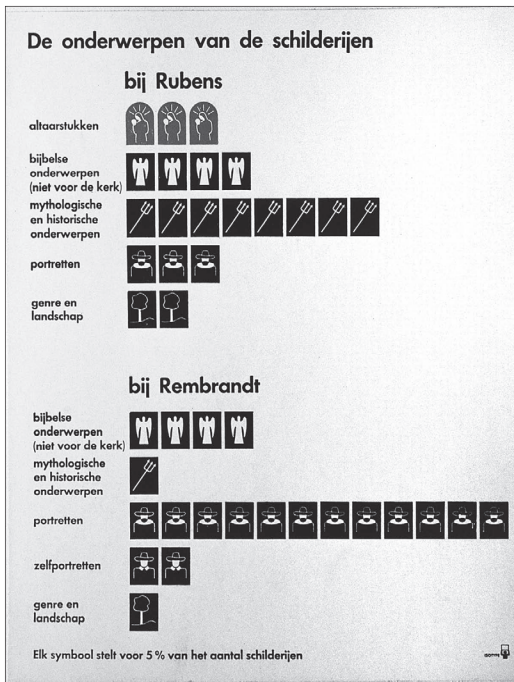 De onderwerpen van de schilderijen
bij Rubens
altaarstukken
bijbelse
onderwerpen
(niet voor de kerk)
mythologische
en historische
onderwerpen
portretten
genre en
landschap
bij Rembrandt
bijbelse
onderwerpen
(niet voor de kerk)
mythologische
en historische
onderwerpen
portretten
zelfportretten
genre en
landschap
Elk symbool stelt voor 5 % van het aantal schilderijen
ISOTYPE